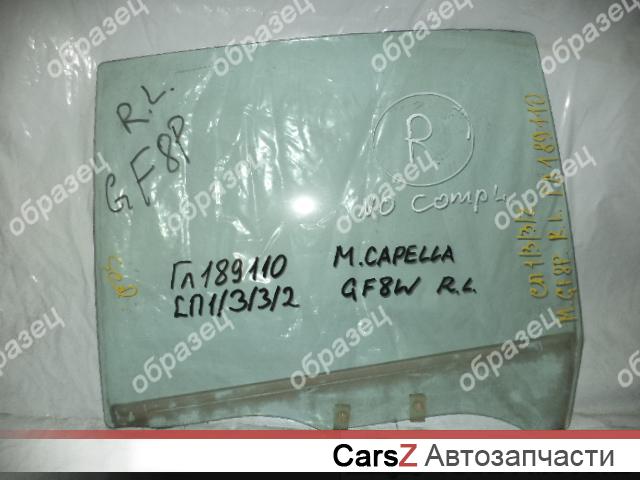 R.L.
GF8P
R
Гл189110
СП1/3/3/2
M.CAPELLA
GF8W R.L.
СП1/3/3/2 Гл189110
M.GF8P R.L.
образец
CarsZ Автозапчасти